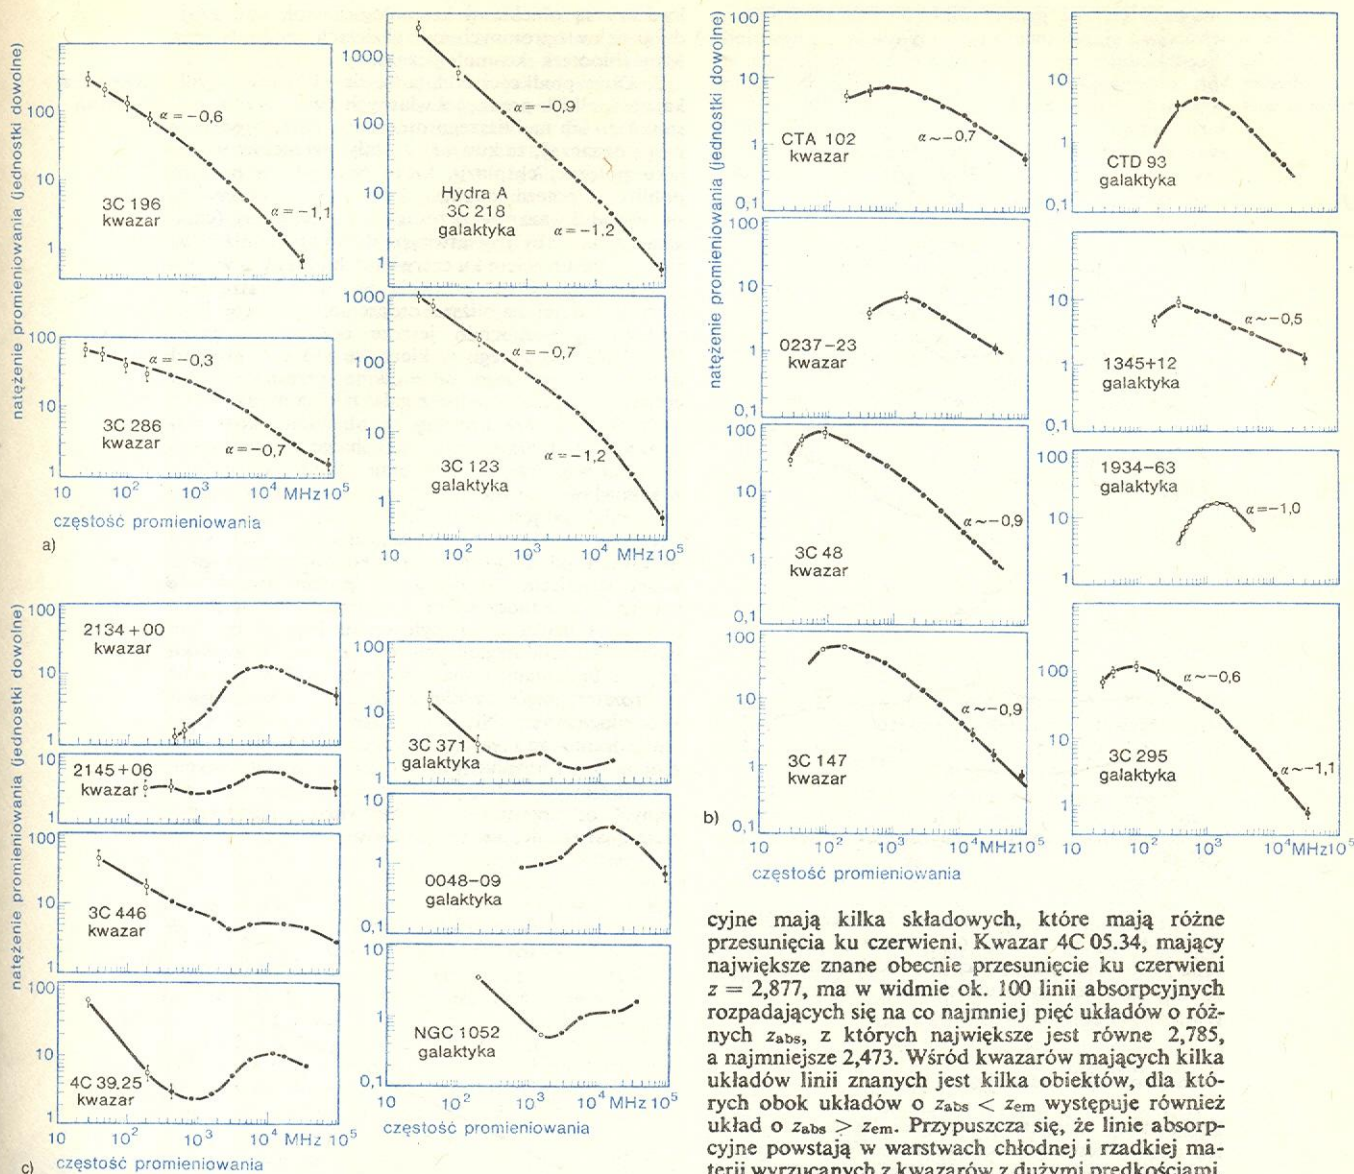 natężenie promieniowania (jednostki dowolne)
100
10
1
α=−0,6
3C 196
kwazar
α=−1,1
100
10
1
α=−0,3
3C 286
kwazar
α=−0,7
10 10² 10³ 10⁴ MHz 10⁵
częstość promieniowania
a)
1000
100
10
1
α=−0,9
Hydra A
3C 218
galaktyka
α=−1.2
1000
100
10
1
α=−0,7
3C 123
galaktyka
α=−1,2
10 10² 10³ 10⁴ MHz 10⁵
natężenie promieniowania (jednostki dowolne)
100
10
1
0,1
CTA 102
kwazar
α∼−0,7
100
10
1
0,1
0237−23
kwazar
100
10
1
0,1
α∼−0,9
3C 48
kwazar
100
10
1
0,1
α∼−0,9
3C 147
kwazar
b)
10 10² 10³ 10⁴ MHz 10⁵
częstość promieniowania
100
10
1
0,1
CTD 93
galaktyka
10
1
0,1
α∼−0,5
1345+12
galaktyka
100
10
1
1934−63
galaktyka
α=−1,0
100
10
1
α∼−0,6
3C 295
galaktyka
α∼−1,1
10 10² 10³ 10⁴ MHz 10⁵
natężenie promieniowania (jednostki dowolne)
100
10
1
2134+00
kwazar
10
1
2145+06
kwazar
100
10
1
3C 446
kwazar
100
10
1
4C 39.25
kwazar
10 10² 10³ 10⁴ MHz 10⁵
c) częstość promieniowania
100
10
1
3C 371
galaktyka
10
1
0,1
0048−09
galaktyka
10
1
0,1
NGC 1052
galaktyka
10 10² 10³ 10⁴ MHz 10⁵
częstość promieniowania
cyjne mają kilka składowych, które mają różne
przesunięcia ku czerwieni. Kwazar 4C 05.34, mający
największe znane obecnie przesunięcie ku czerwieni
z = 2,877, ma w widmie ok. 100 linii absorpcyjnych
rozpadających się na co najmniej pięć układów o róż-
nych zabs, z których największe jest równe 2,785,
a najmniejsze 2,473. Wśród kwazarów mających kilka
układów linii znanych jest kilka obiektów, dla któ-
rych obok układów o zabs < zem występuje również
układ o zabs > zem. Przypuszcza się, że linie absorp-
cyjne powstają w warstwach chłodnej i rzadkiej ma-
terii wyrzucanych z kwazarów z dużymi prędkościami